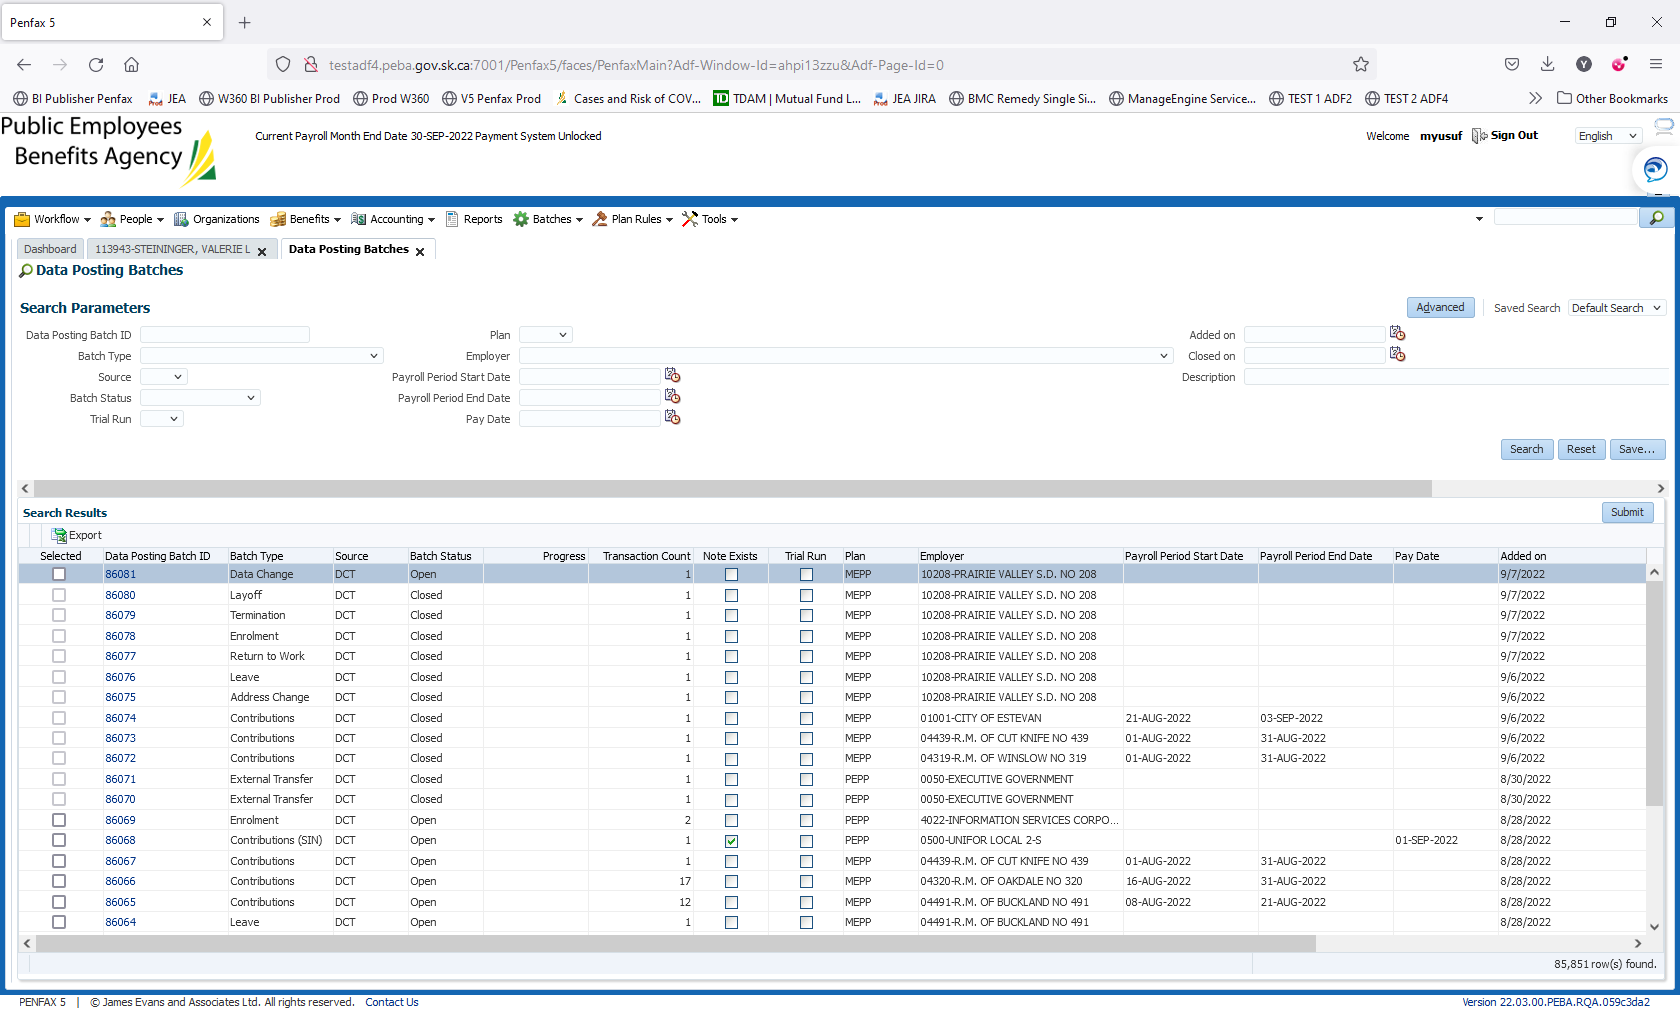 Penfax 5
testadf4.peba.gov.sk.ca:7001/Penfax5/faces/PenfaxMain?Adf-Window-Id=ahpi13zzu&Adf-Page-Id=0
Y
BI Publisher Penfax JEA W360 BI Publisher Prod Prod W360 V5 Penfax Prod Cases and Risk of COV... TD TDAM | Mutual Fund L... JEA JIRA BMC Remedy Single Si... ManageEngine Service... TEST 1 ADF2 TEST 2 ADF4 Other Bookmarks
Public Employees
Benefits Agency
Current Payroll Month End Date 30-SEP-2022 Payment System Unlocked
Welcome myusuf Sign Out English
Workflow People Organizations Benefits Accounting Reports Batches Plan Rules Tools
Dashboard 113943-STEININGER, VALERIE L Data Posting Batches
Data Posting Batches
Search Parameters
Advanced Saved Search Default Search
Data Posting Batch ID Plan Added on
Batch Type Employer Closed on
Source Payroll Period Start Date Description
Batch Status Payroll Period End Date
Trial Run Pay Date
Search Reset Save...
Search Results
Submit
Export
Selected Data Posting Batch ID Batch Type Source Batch Status Progress Transaction Count Note Exists Trial Run Plan Employer Payroll Period Start Date Payroll Period End Date Pay Date Added on
86081 Data Change DCT Open 1 MEPP 10208-PRAIRIE VALLEY S.D. NO 208 9/7/2022
86080 Layoff DCT Closed 1 MEPP 10208-PRAIRIE VALLEY S.D. NO 208 9/7/2022
86079 Termination DCT Closed 1 MEPP 10208-PRAIRIE VALLEY S.D. NO 208 9/7/2022
86078 Enrolment DCT Closed 1 MEPP 10208-PRAIRIE VALLEY S.D. NO 208 9/7/2022
86077 Return to Work DCT Closed 1 MEPP 10208-PRAIRIE VALLEY S.D. NO 208 9/7/2022
86076 Leave DCT Closed 1 MEPP 10208-PRAIRIE VALLEY S.D. NO 208 9/6/2022
86075 Address Change DCT Closed 1 MEPP 10208-PRAIRIE VALLEY S.D. NO 208 9/6/2022
86074 Contributions DCT Closed 1 MEPP 01001-CITY OF ESTEVAN 21-AUG-2022 03-SEP-2022 9/6/2022
86073 Contributions DCT Closed 1 MEPP 04439-R.M. OF CUT KNIFE NO 439 01-AUG-2022 31-AUG-2022 9/6/2022
86072 Contributions DCT Closed 1 MEPP 04319-R.M. OF WINSLOW NO 319 01-AUG-2022 31-AUG-2022 9/6/2022
86071 External Transfer DCT Closed 1 PEPP 0050-EXECUTIVE GOVERNMENT 8/30/2022
86070 External Transfer DCT Closed 1 PEPP 0050-EXECUTIVE GOVERNMENT 8/30/2022
86069 Enrolment DCT Open 2 PEPP 4022-INFORMATION SERVICES CORPO... 8/28/2022
86068 Contributions (SIN) DCT Open 1 PEPP 0500-UNIFOR LOCAL 2-S 01-SEP-2022 8/28/2022
86067 Contributions DCT Open 1 MEPP 04439-R.M. OF CUT KNIFE NO 439 01-AUG-2022 31-AUG-2022 8/28/2022
86066 Contributions DCT Open 17 MEPP 04320-R.M. OF OAKDALE NO 320 16-AUG-2022 31-AUG-2022 8/28/2022
86065 Contributions DCT Open 12 MEPP 04491-R.M. OF BUCKLAND NO 491 08-AUG-2022 21-AUG-2022 8/28/2022
86064 Leave DCT Open 1 MEPP 04491-R.M. OF BUCKLAND NO 491 8/28/2022
85,851 row(s) found.
PENFAX 5 | © James Evans and Associates Ltd. All rights reserved. Contact Us Version 22.03.00.PEBA.RQA.059c3da2